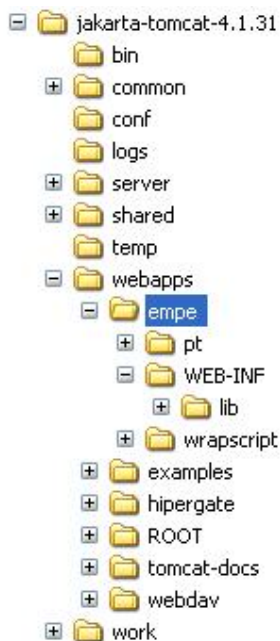 jakarta-tomcat-4.1.31
bin
common
conf
logs
server
shared
temp
webapps
empe
pt
WEB-INF
lib
wrapscript
examples
hipergate
ROOT
tomcat-docs
webdav
work